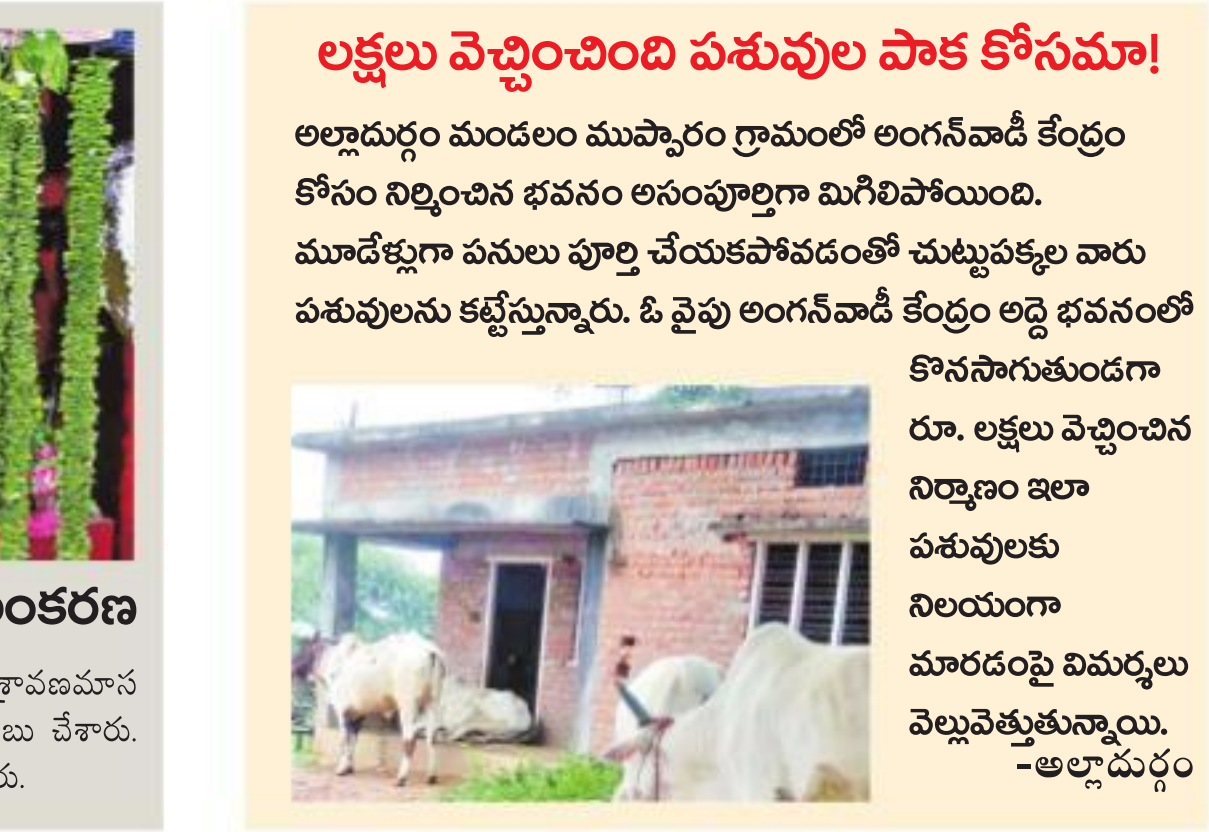 లక్షలు వెచ్చించింది పశువుల పాక కోసమా!
అల్లాదుర్గం మండలం ముప్పారం గ్రామంలో అంగన్‌వాడీ కేంద్రం
కోసం నిర్మించిన భవనం అసంపూర్తిగా మిగిలిపోయింది.
మూడేళ్లుగా పనులు పూర్తి చేయకపోవడంతో చుట్టుపక్కల వారు
పశువులను కట్టేస్తున్నారు. ఓ వైపు అంగన్‌వాడీ కేంద్రం అద్దె భవనంలో
కొనసాగుతుండగా
రూ. లక్షలు వెచ్చించిన
నిర్మాణం ఇలా
పశువులకు
నిలయంగా
మారడంపై విమర్శలు
వెల్లువెత్తుతున్నాయి.
-అల్లాదుర్గం
శ్రావణమాస
చేశారు.